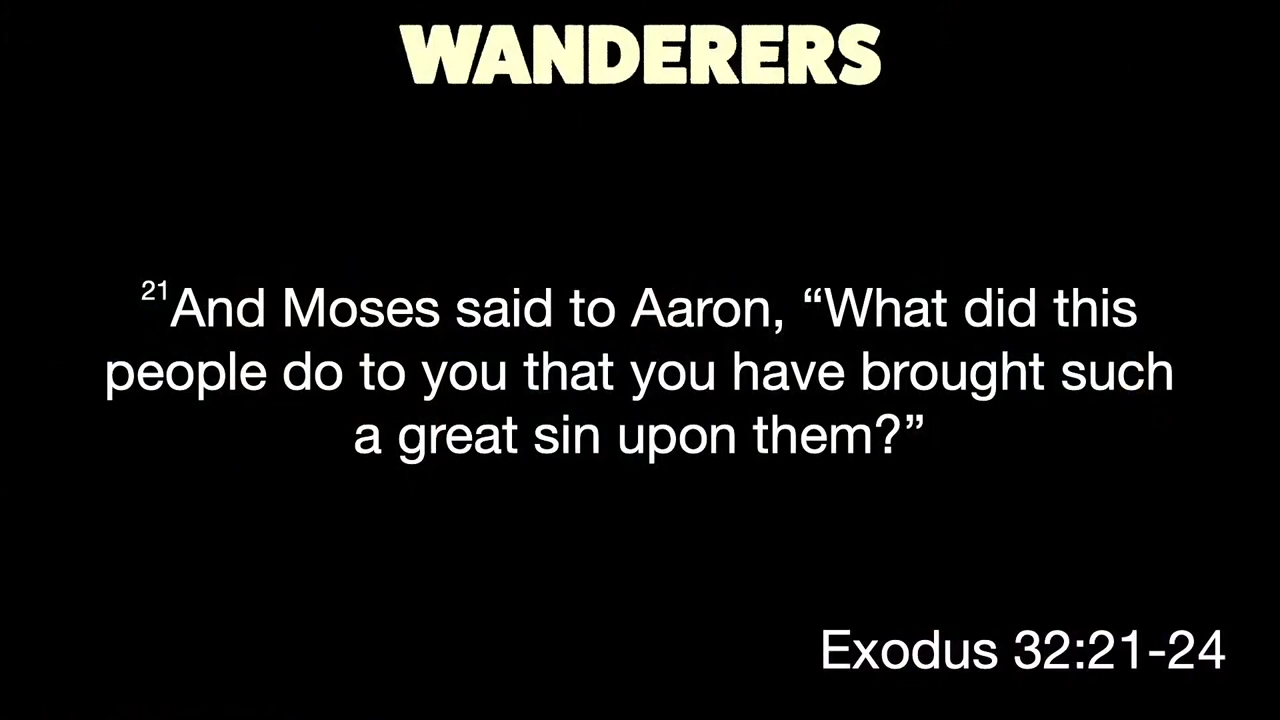 WANDERERS
21And Moses said to Aaron, “What did this
people do to you that you have brought such
a great sin upon them?”
Exodus 32:21-24